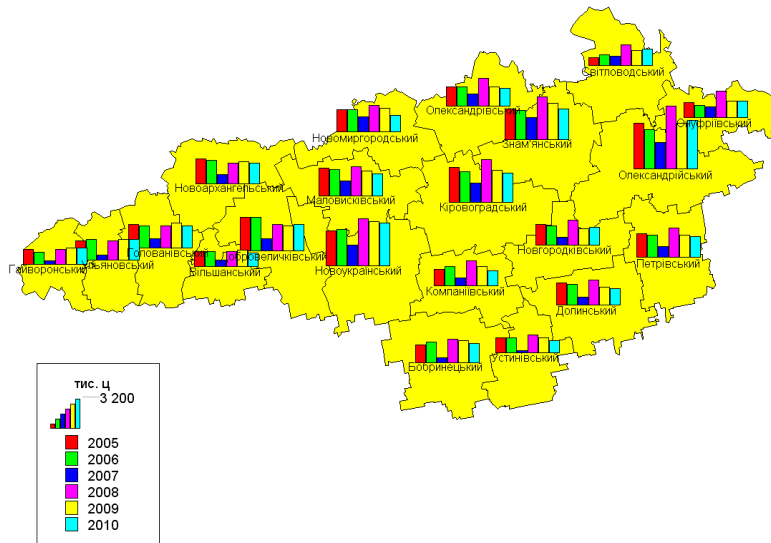 Світловодський
Олександрівський
Онуфріївський
Новомиргородський
Знам'янський
Олександрійський
Новоархангельський
Маловисківський
Кіровоградський
Голованівський
Новгородківський
Добровеличківський
Ульяновський
Гайворонський
Вільшанський
Новоукраїнський
Петрівський
Компаніївський
Долинський
Устинівський
Бобринецький
тис. ц
3 200
2005
2006
2007
2008
2009
2010